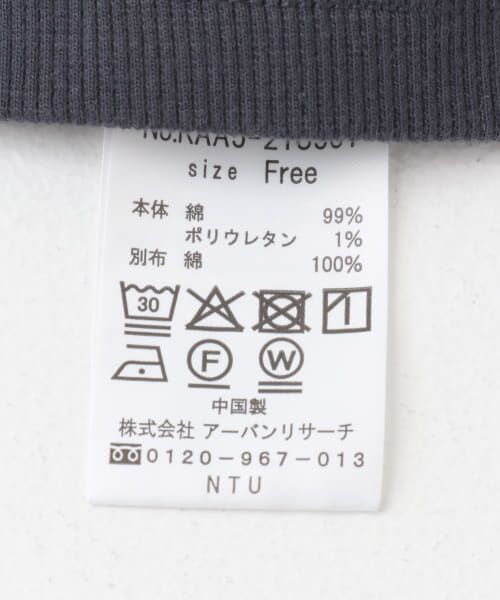 size Free
本体 綿 99%
ポリウレタン 1%
別布 綿 100%
30
F W
中国製
株式会社 アーバンリサーチ
0120-967-013
NTU